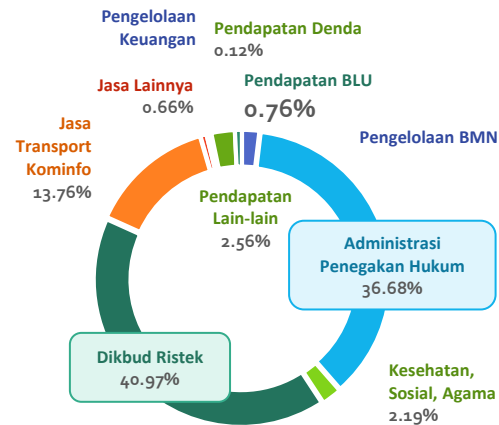 Pengelolaan
Keuangan
Pendapatan Denda
0.12%
Jasa Lainnya
0.66%
Pendapatan BLU
0.76%
Jasa
Transport
Kominfo
13.76%
Pengelolaan BMN
Pendapatan
Lain-lain
2.56%
Administrasi
Penegakan Hukum
36.68%
Dikbud Ristek
40.97%
Kesehatan,
Sosial, Agama
2.19%